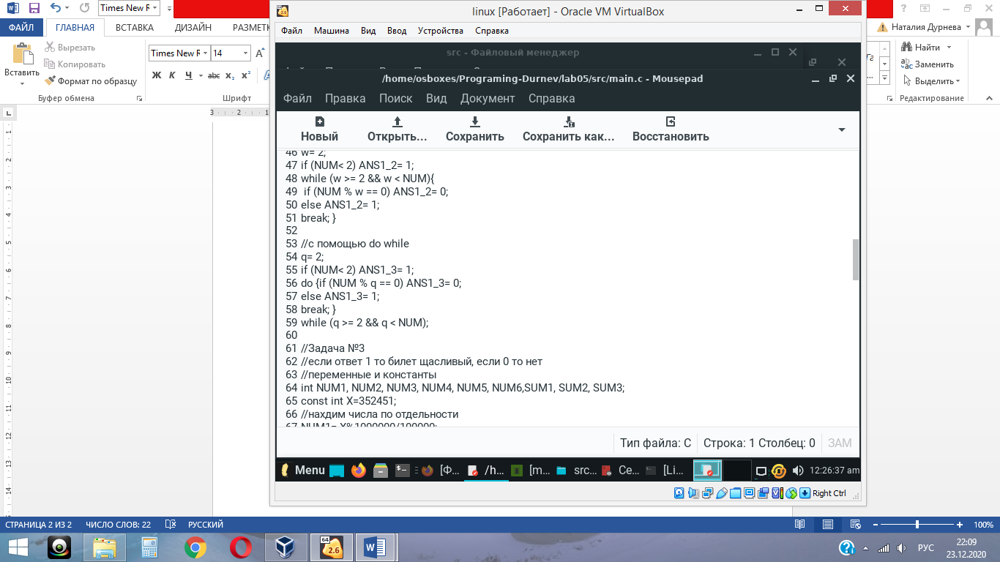 Times New R
linux [Работает] - Oracle VM VirtualBox
ФАЙЛ ГЛАВНАЯ ВСТАВКА ДИЗАЙН РАЗМЕТК
Наталия Дурнева
Файл Машина Вид Ввод Устройства Справка
Вставить
Вырезать
Копировать
Формат по образцу
Буфер обмена
Times New R 14
Ж К Ч abc x₂ x²
Шрифт
Найти
Заменить
Выделить
Редактирование
src - Файловый менеджер
/home/osboxes/Programing-Durnev/lab05/src/main.c - Mousepad
Файл Правка Поиск Вид Документ Справка
Новый Открыть... Сохранить Сохранить как... Восстановить
46 w= 2;
47 if (NUM< 2) ANS1_2= 1;
48 while (w >= 2 && w < NUM){
49  if (NUM % w == 0) ANS1_2= 0;
50 else ANS1_2= 1;
51 break; }
52
53 //с помощью do while
54 q= 2;
55 if (NUM< 2) ANS1_3= 1;
56 do {if (NUM % q == 0) ANS1_3= 0;
57 else ANS1_3= 1;
58 break; }
59 while (q >= 2 && q < NUM);
60
61 //Задача №3
62 //если ответ 1 то билет щасливый, если 0 то нет
63 //переменные и константы
64 int NUM1, NUM2, NUM3, NUM4, NUM5, NUM6,SUM1, SUM2, SUM3;
65 const int X=352451;
66 //нахдим числа по отдельности
67 NUM1= X%1000000/100000;
Тип файла: C Строка: 1 Столбец: 0 ЗАМ
Menu [Ф... /h... [m... src... Се... [Li... 12:26:37 am
Right Ctrl
СТРАНИЦА 2 ИЗ 2 ЧИСЛО СЛОВ: 22 РУССКИЙ 100%
64
2.6
РУС
22:09
23.12.2020